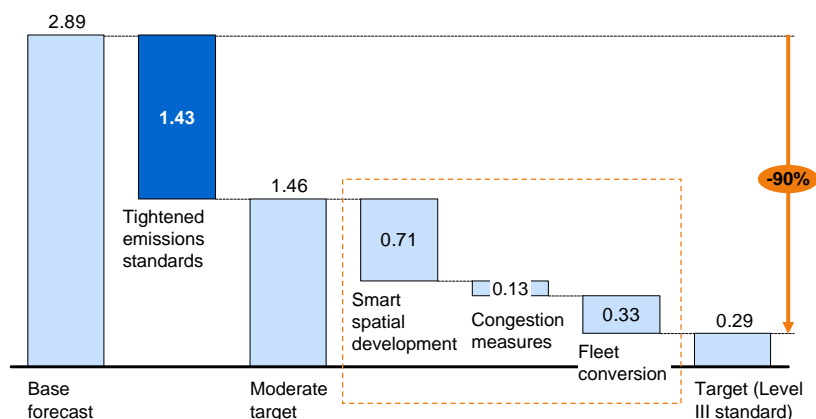 2.89
1.43
Tightened
emissions
standards
1.46
0.71
Smart
spatial
development
0.13
Congestion
measures
0.33
Fleet
conversion
0.29
-90%
Base
forecast
Moderate
target
Target (Level
III standard)